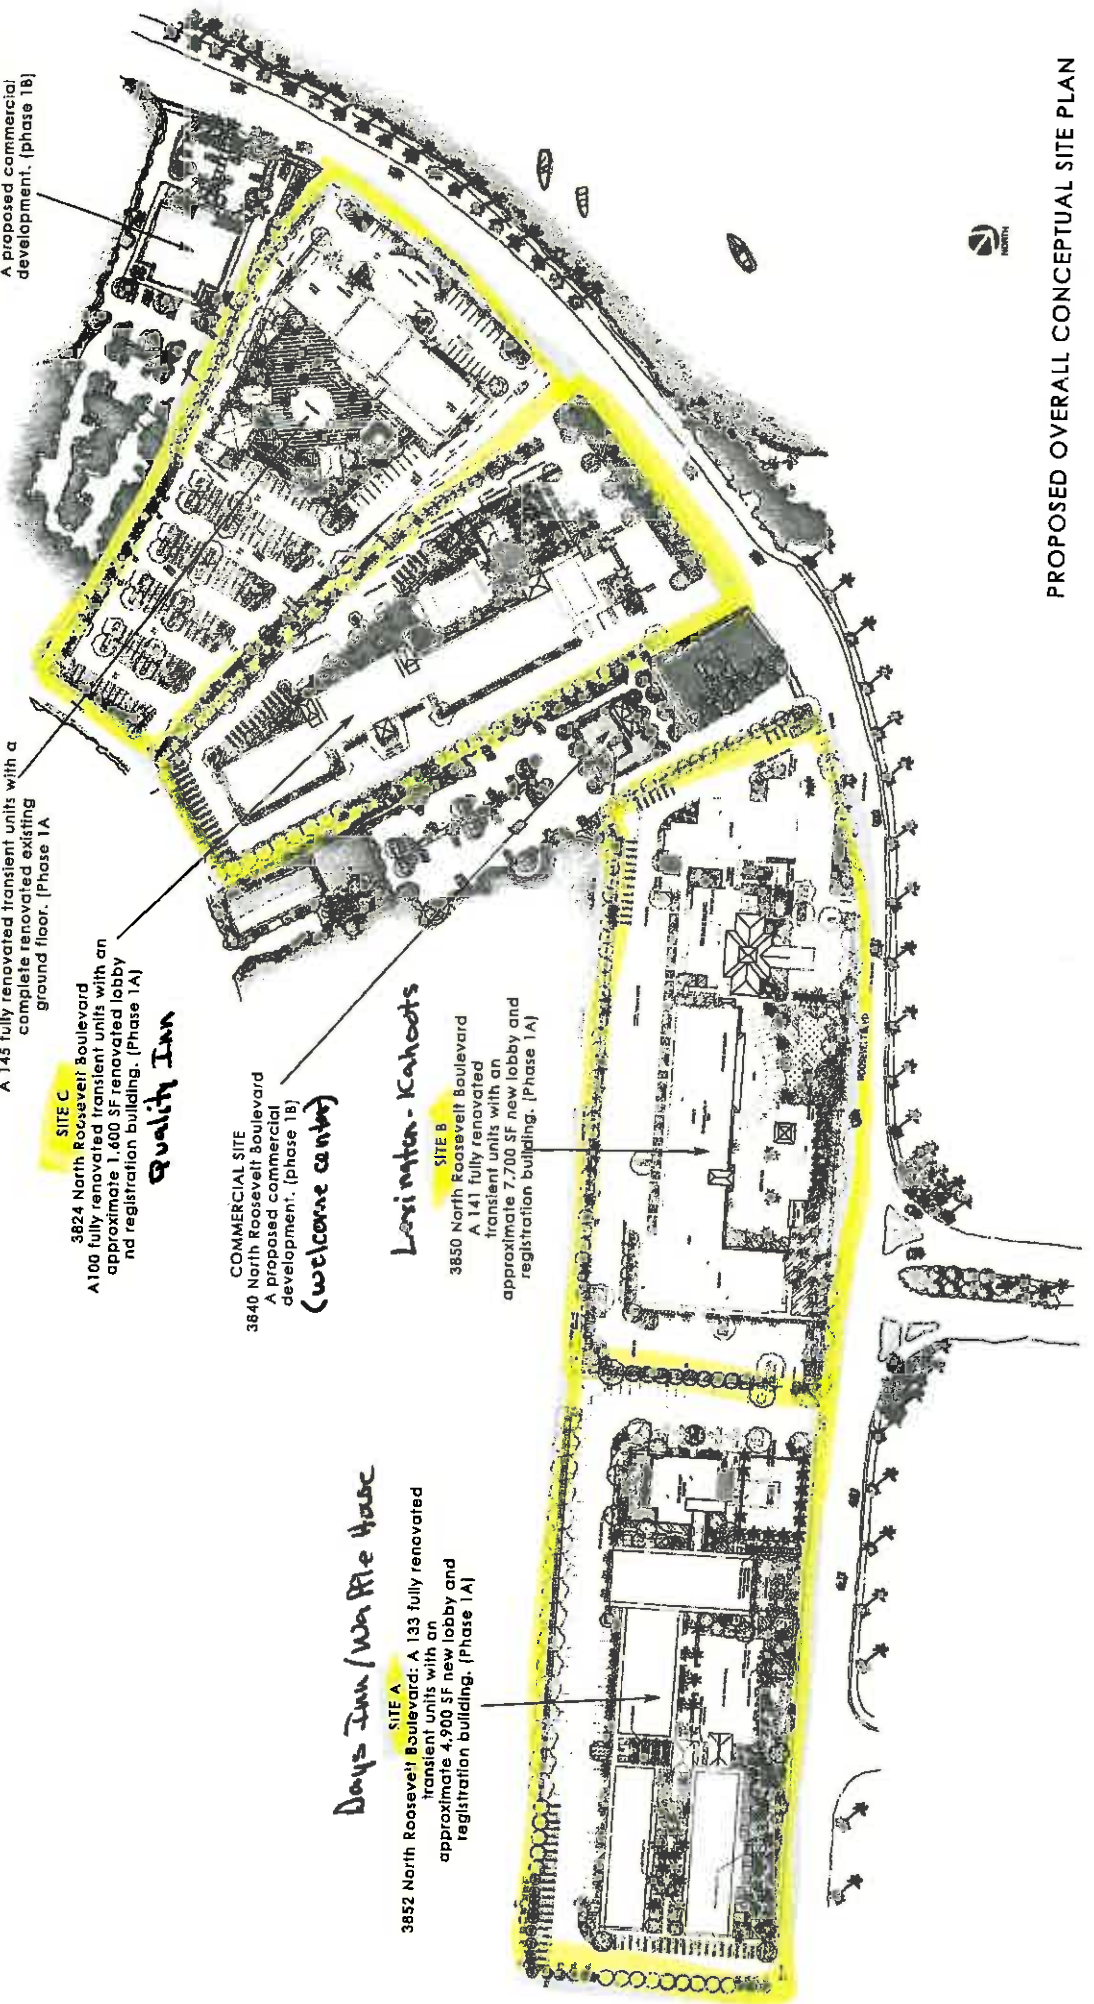 A proposed commercial
development. (phase 1B)
A 145 fully renovated transient units with a
complete renovated existing
ground floor. (Phase 1A
SITE C
3824 North Roosevelt Boulevard
A100 fully renovated transient units with an
approximate 1,600 SF renovated lobby
nd registration building. (Phase 1A)
Quality Inn
COMMERCIAL SITE
3840 North Roosevelt Boulevard
A proposed commercial
development. (phase 1B)
(welcome center)
Lexington - Kahoots
SITE B
3850 North Roosevelt Boulevard
A 141 fully renovated
transient units with an
approximate 7,700 SF new lobby and
registration building. (Phase 1A)
Days Inn/Waffle House
SITE A
3852 North Roosevelt Boulevard: A 133 fully renovated
transient units with an
approximate 4,900 SF new lobby and
registration building. (Phase 1A)
ROOSEVELT BLVD
NORTH
PROPOSED OVERALL CONCEPTUAL SITE PLAN